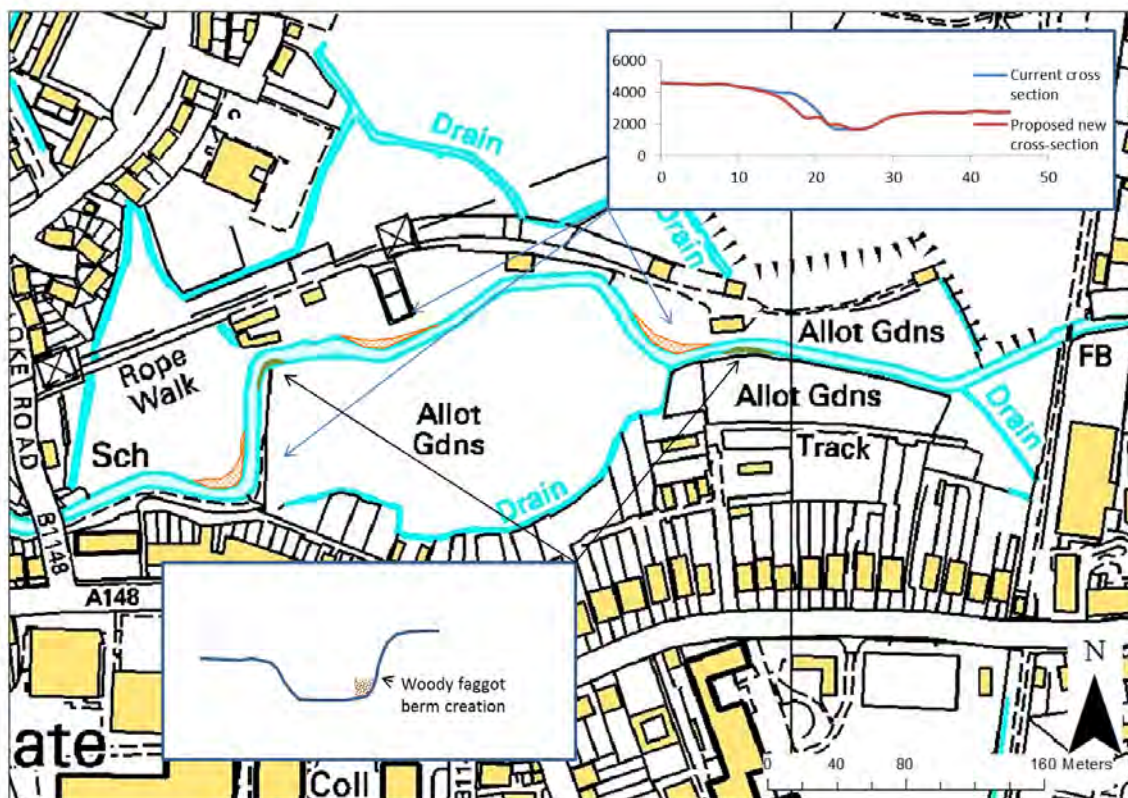 6000
4000
2000
0
0
10
20
30
40
50
Current cross
section
Proposed new
cross-section
Drain
Drain
Rope
Walk
Sch
Allot
Gdns
Allot Gdns
Allot Gdns
FB
Drain
Track
Drain
OKE ROAD
B1148
A148
Woody faggot
berm creation
ate
Coll
N
0
40
80
160 Meters